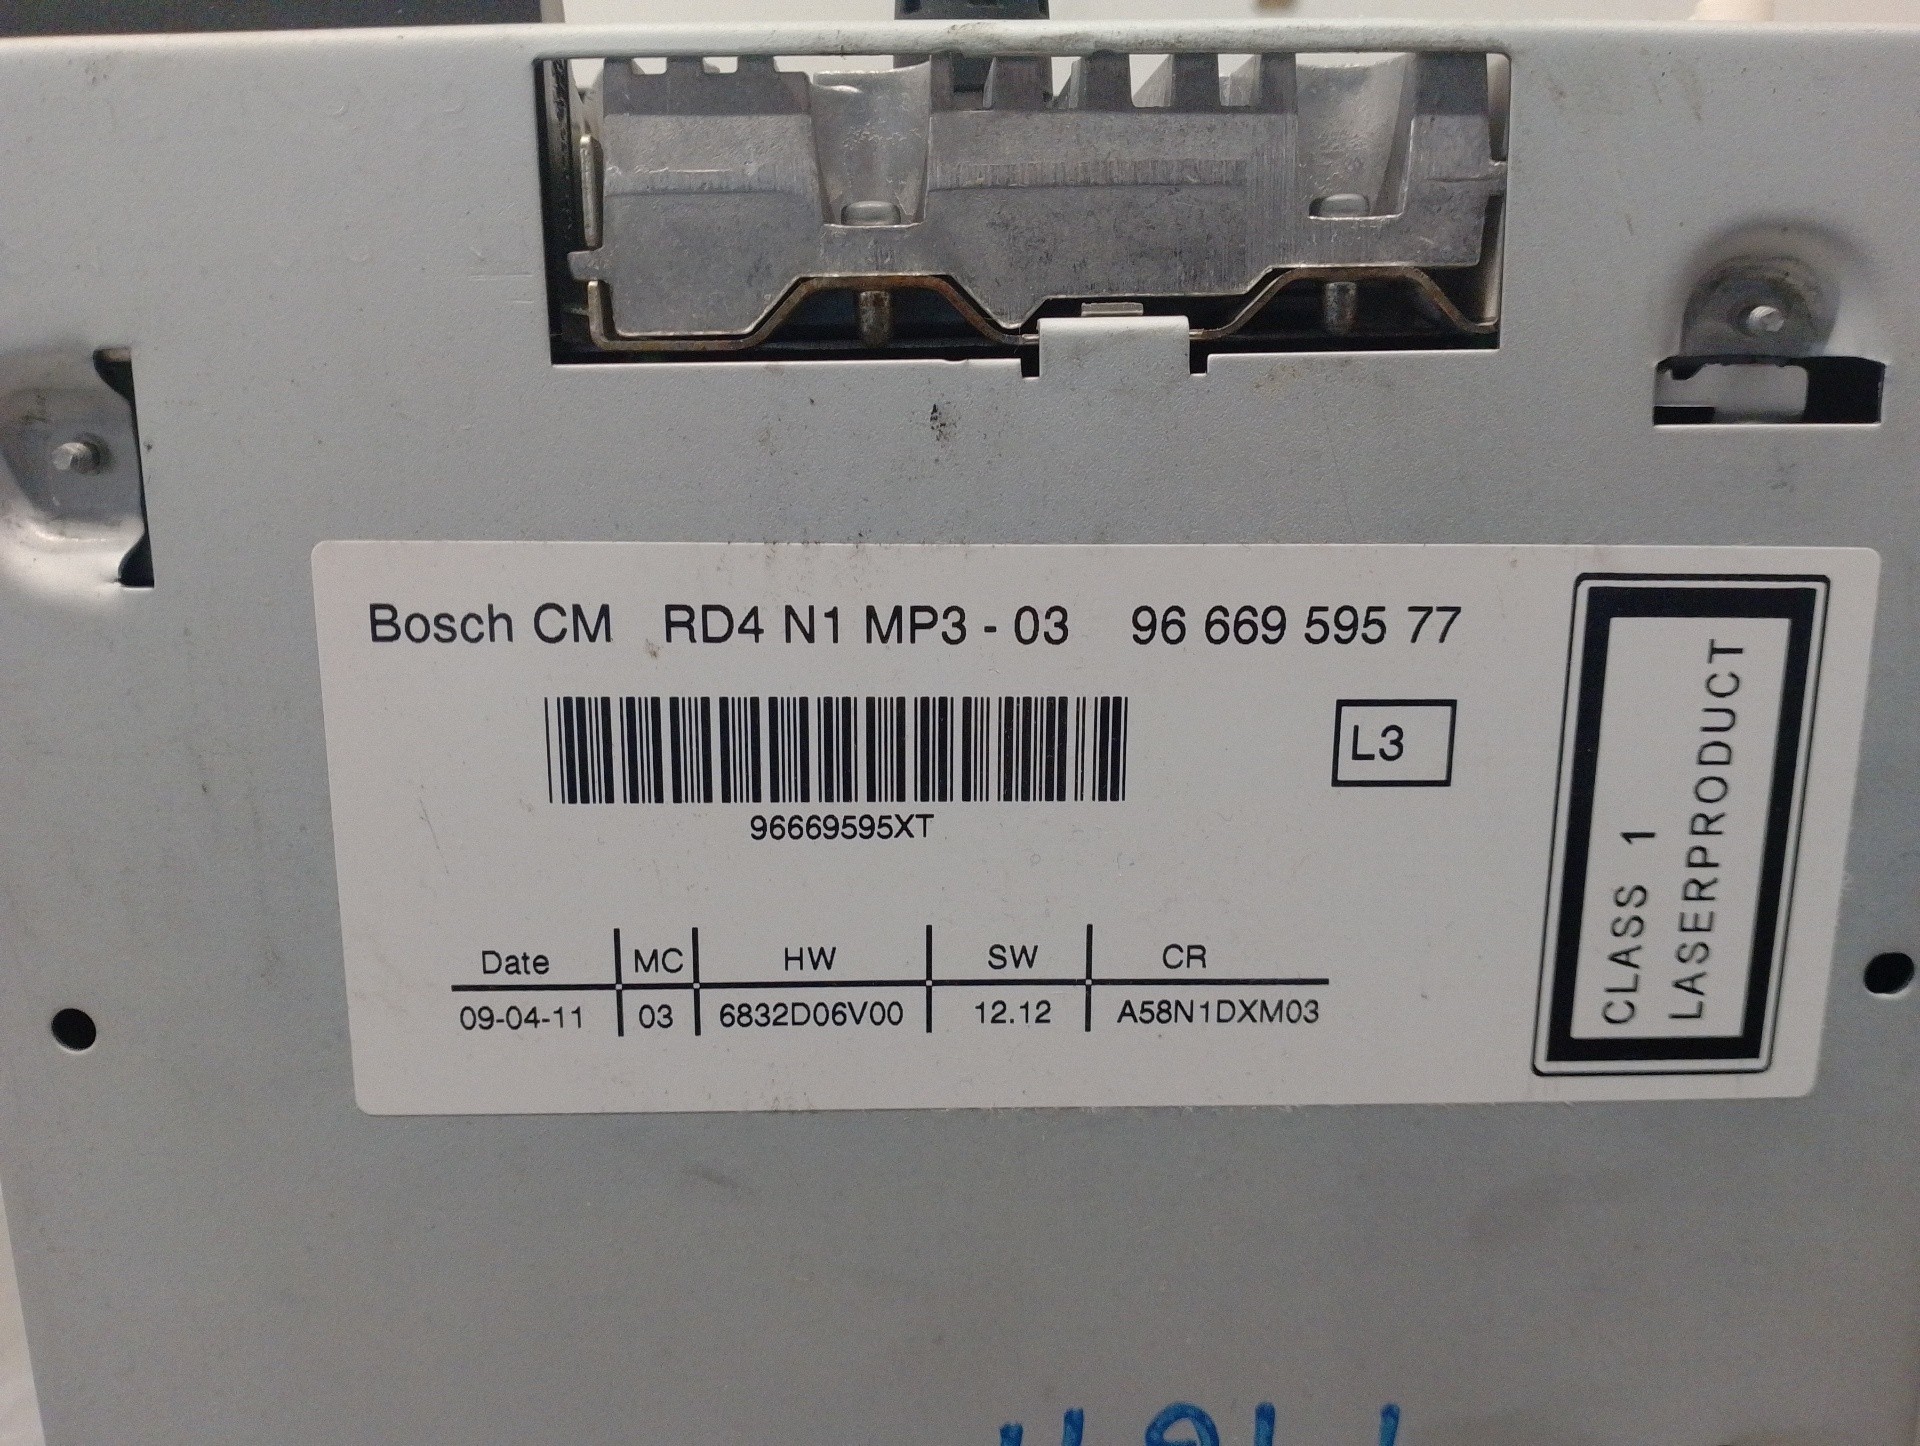 Bosch CM RD4 N1 MP3 - 03 96 669 595 77
L3
96669595XT
Date MC HW SW CR
09-04-11 03 6832D06V00 12.12 A58N1DXM03
CLASS 1
LASERPRODUCT